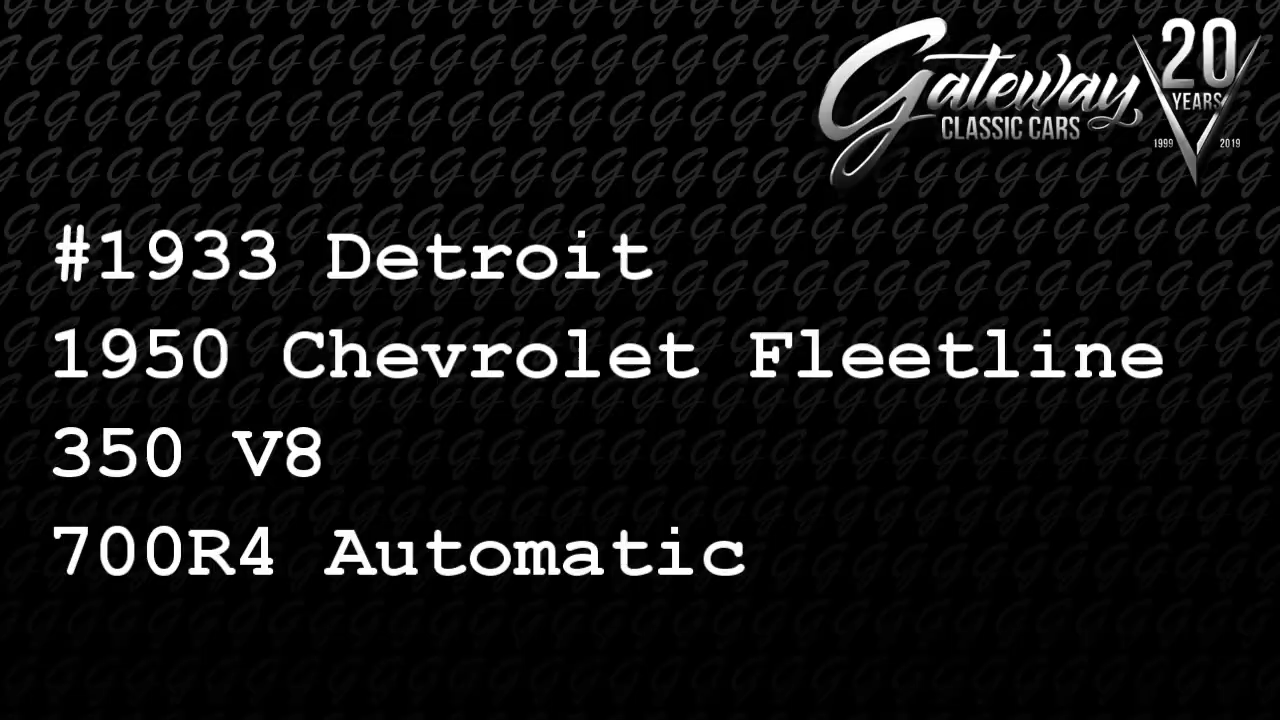 Gateway
CLASSIC CARS
20
YEARS
1999 2019
#1933 Detroit
1950 Chevrolet Fleetline
350 V8
700R4 Automatic